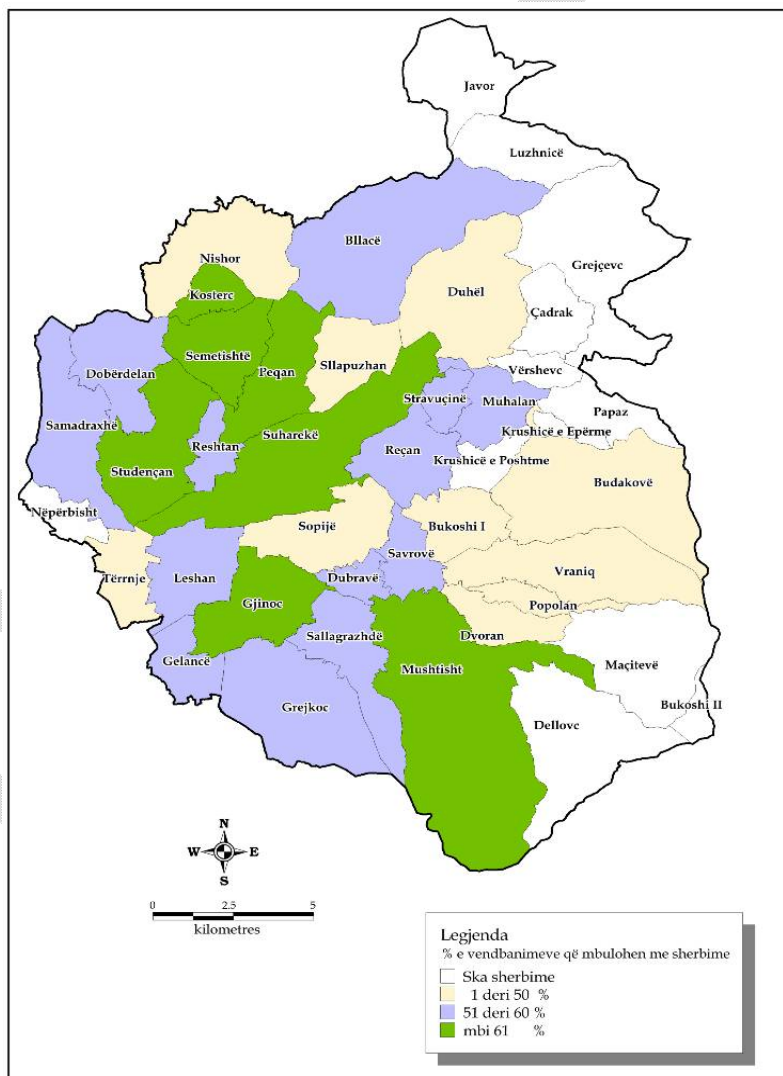 Javor
Luzhnicë
Bllacë
Grejçevc
Nishor
Duhël
Kosterc
Çadrak
Semetishtë
Dobërdelan
Peqan
Sllapuzhan
Vërshevc
Stravuçinë
Muhalan
Samadraxhë
Papaz
Suharekë
Krushicë e Epërme
Reshtan
Reçan
Krushicë e Poshtme
Studençan
Budakovë
Nëpërbisht
Sopijë
Bukoshi I
Savrovë
Vraniq
Tërrnje
Leshan
Dubravë
Gjinoc
Popolan
Sallagrazhdë
Dvoran
Gelancë
Mushtisht
Maçitevë
Bukoshi II
Grejkoc
Dellovc
N
W E
S
0 2.5 5
kilometres
Legjenda
% e vendbanimeve që mbulohen me sherbime
Ska sherbime
1 deri 50 %
51 deri 60 %
mbi 61 %